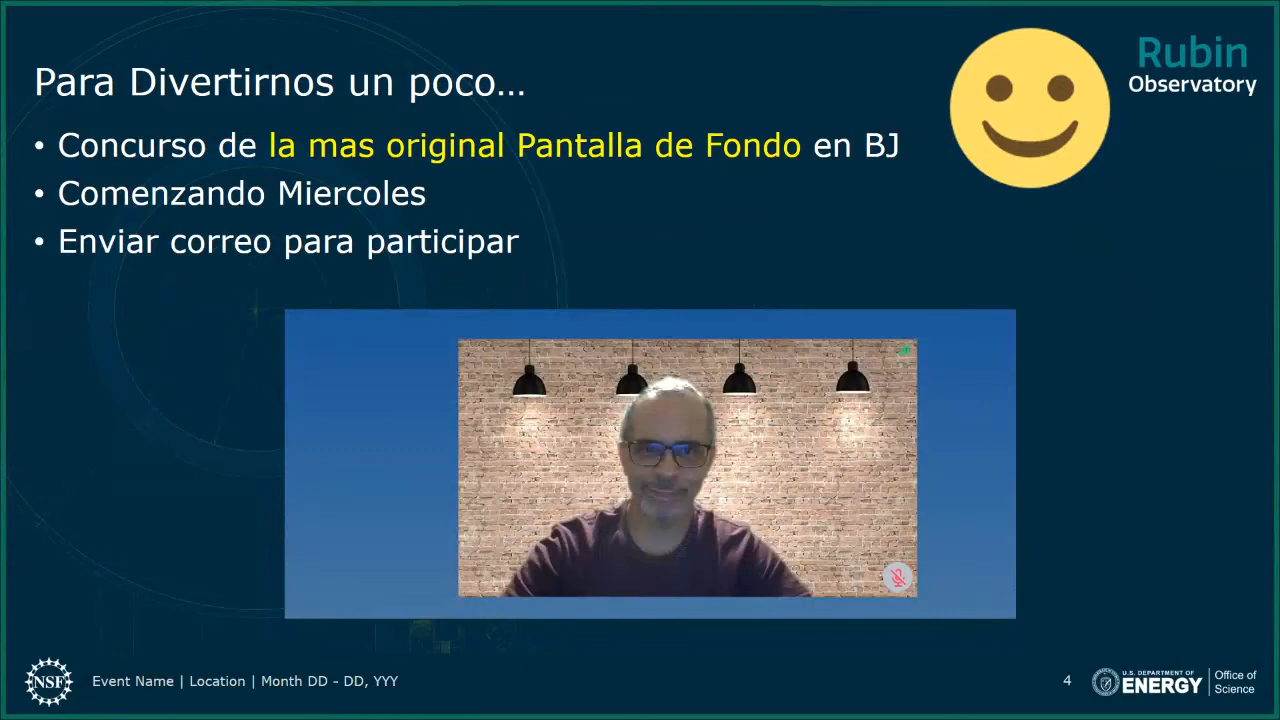 Rubin
Observatory
Para Divertirnos un poco...
• Concurso de la mas original Pantalla de Fondo en BJ
• Comenzando Miercoles
• Enviar correo para participar
NSF
Event Name | Location | Month DD - DD, YYY
4
U.S. DEPARTMENT OF
ENERGY
Office of
Science